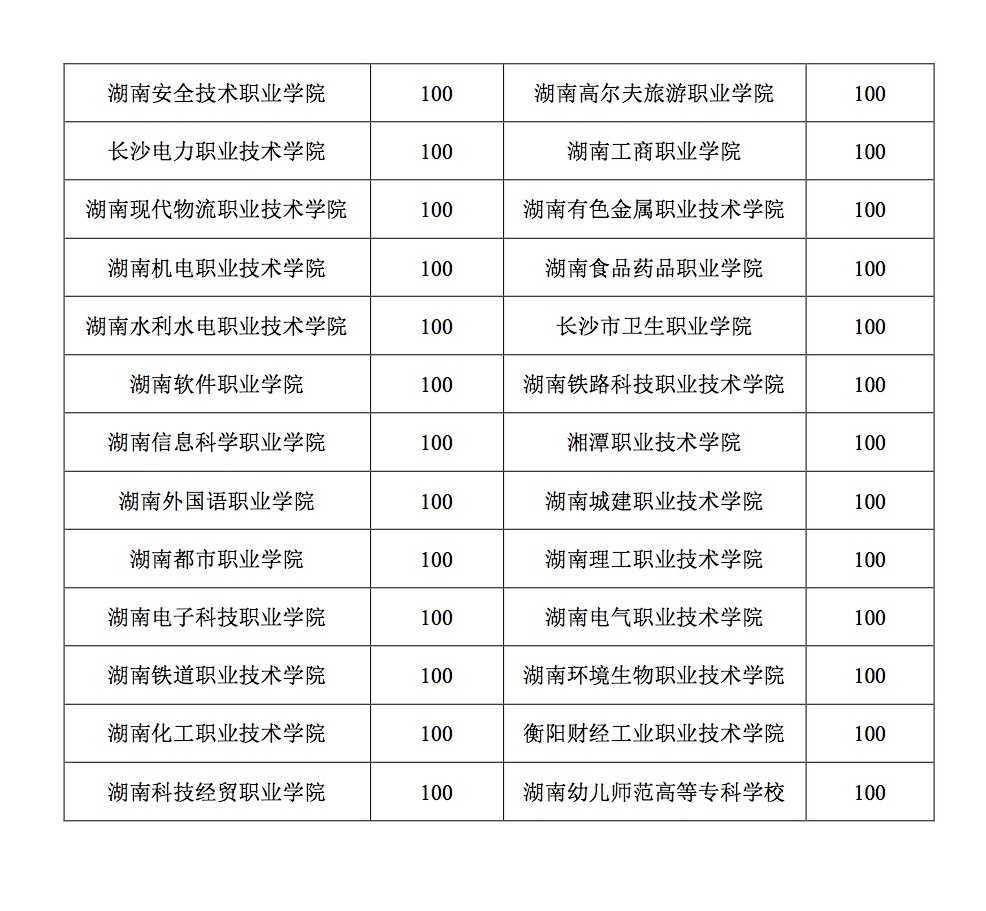 湖南安全技术职业学院 100 湖南高尔夫旅游职业学院 100
长沙电力职业技术学院 100 湖南工商职业学院 100
湖南现代物流职业技术学院 100 湖南有色金属职业技术学院 100
湖南机电职业技术学院 100 湖南食品药品职业学院 100
湖南水利水电职业技术学院 100 长沙市卫生职业学院 100
湖南软件职业学院 100 湖南铁路科技职业技术学院 100
湖南信息科学职业学院 100 湘潭职业技术学院 100
湖南外国语职业学院 100 湖南城建职业技术学院 100
湖南都市职业学院 100 湖南理工职业技术学院 100
湖南电子科技职业学院 100 湖南电气职业技术学院 100
湖南铁道职业技术学院 100 湖南环境生物职业技术学院 100
湖南化工职业技术学院 100 衡阳财经工业职业技术学院 100
湖南科技经贸职业学院 100 湖南幼儿师范高等专科学校 100